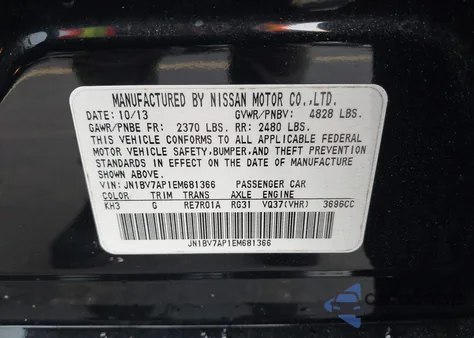 MANUFACTURED BY NISSAN MOTOR CO.,LTD.
DATE: 10/13 GVWR/PNBV: 4828 LBS.
GAWR/PNBE FR: 2370 LBS. RR: 2480 LBS.
THIS VEHICLE CONFORMS TO ALL APPLICABLE FEDERAL
MOTOR VEHICLE SAFETY, BUMPER, AND THEFT PREVENTION
STANDARDS IN EFFECT ON THE DATE OF MANUFACTURE
SHOWN ABOVE.
VIN: JN1BV7AP1EM681366 PASSENGER CAR
COLOR TRIM TRANS AXLE ENGINE
KH3 G RE7R01A RG31 VQ37(VHR) 3696CC
JN1BV7AP1EM681366